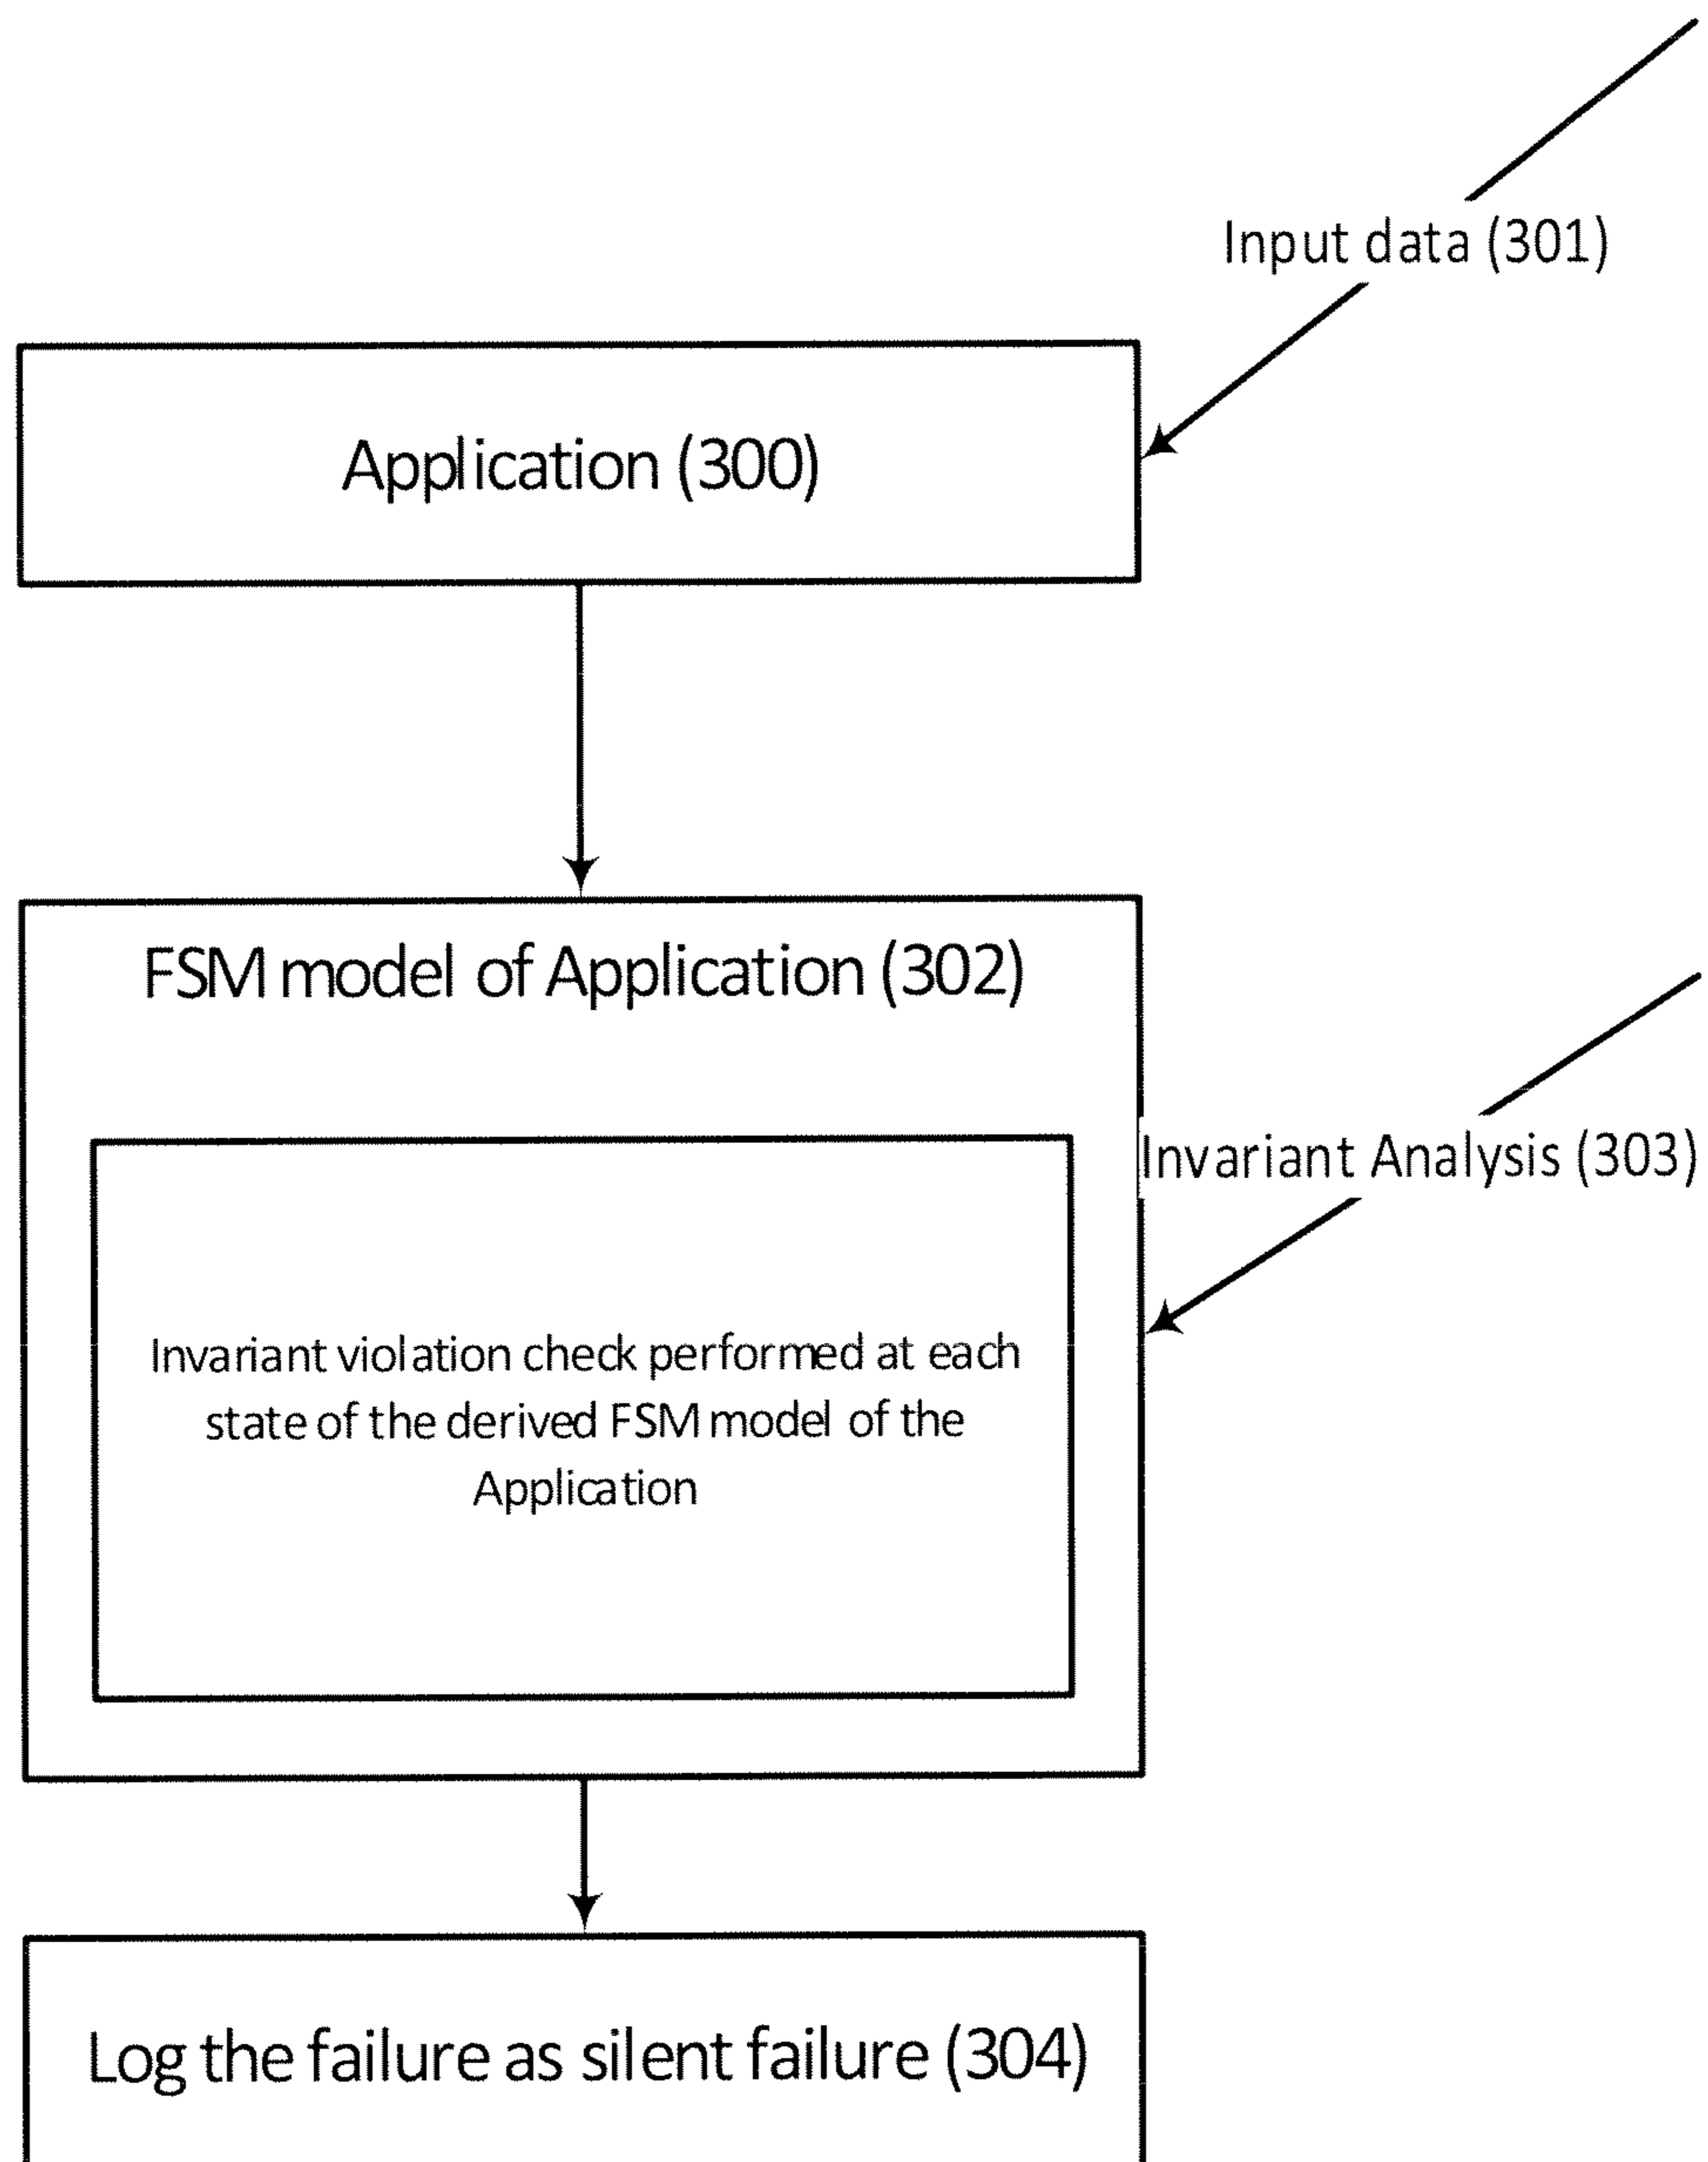 Input data (301)
Application (300)
FSM model of Application (302)
Invariant Analysis (303)
Invariant violation check performed at each
state of the derived FSM model of the
Application
Log the failure as silent failure (304)